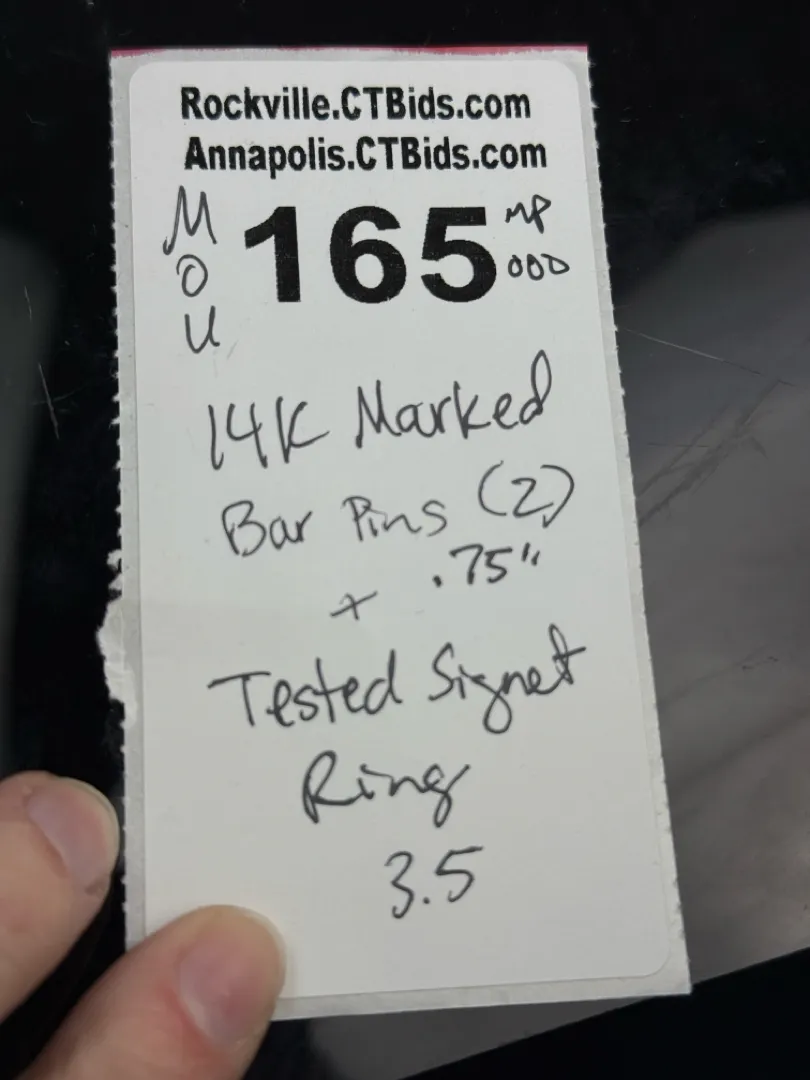 Rockville.CTBids.com
Annapolis.CTBids.com
MOU
165
MP
000
14K Marked
Bar Pins (2)
+ .75"
Tested Signet
Ring
3.5